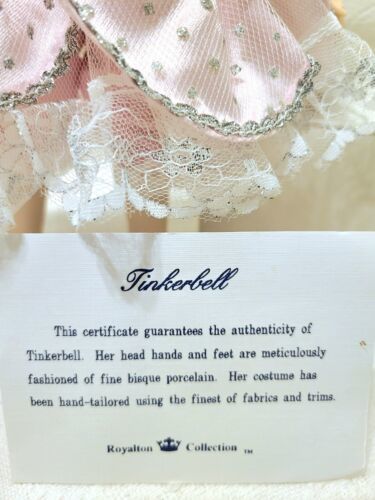 Tinkerbell
This certificate guarantees the authenticity of
Tinkerbell. Her head hands and feet are meticulously
fashioned of fine bisque porcelain. Her costume has
been hand-tailored using the finest of fabrics and trims.
Royalton Collection TM